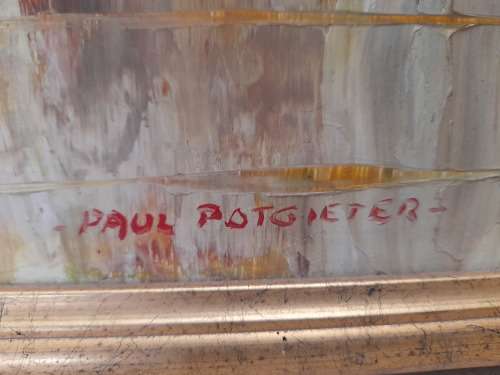 - PAUL POTGIETER -